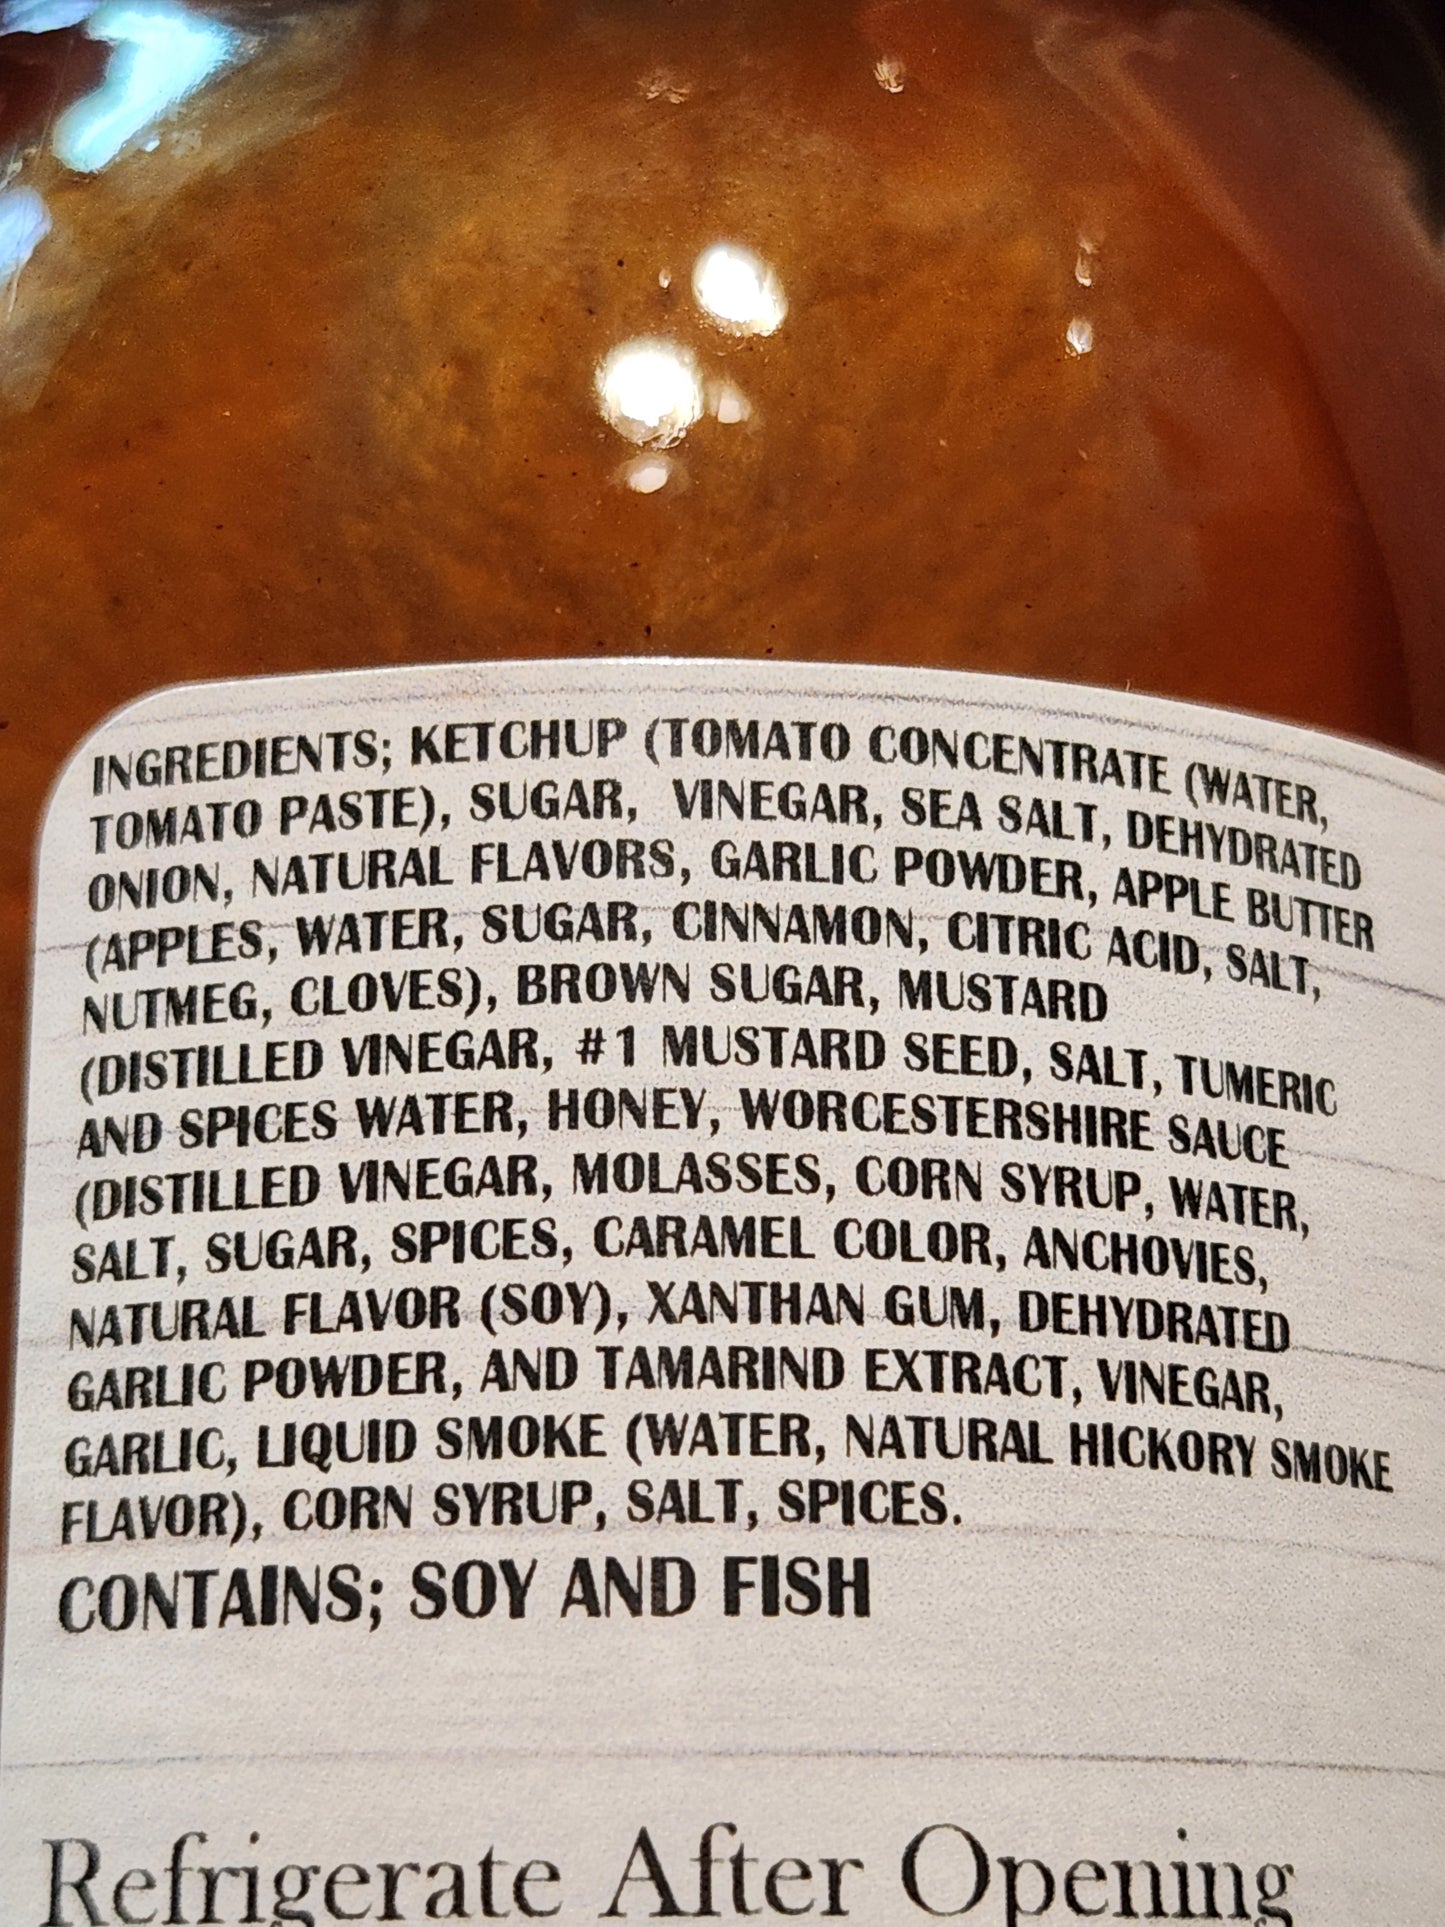 INGREDIENTS; KETCHUP (TOMATO CONCENTRATE (WATER,
TOMATO PASTE), SUGAR, VINEGAR, SEA SALT, DEHYDRATED
ONION, NATURAL FLAVORS, GARLIC POWDER, APPLE BUTTER
(APPLES, WATER, SUGAR, CINNAMON, CITRIC ACID, SALT,
NUTMEG, CLOVES), BROWN SUGAR, MUSTARD
(DISTILLED VINEGAR, #1 MUSTARD SEED, SALT, TUMERIC
AND SPICES WATER, HONEY, WORCESTERSHIRE SAUCE
(DISTILLED VINEGAR, MOLASSES, CORN SYRUP, WATER,
SALT, SUGAR, SPICES, CARAMEL COLOR, ANCHOVIES,
NATURAL FLAVOR (SOY), XANTHAN GUM, DEHYDRATED
GARLIC POWDER, AND TAMARIND EXTRACT, VINEGAR,
GARLIC, LIQUID SMOKE (WATER, NATURAL HICKORY SMOKE
FLAVOR), CORN SYRUP, SALT, SPICES.
CONTAINS; SOY AND FISH
Refrigerate After Opening